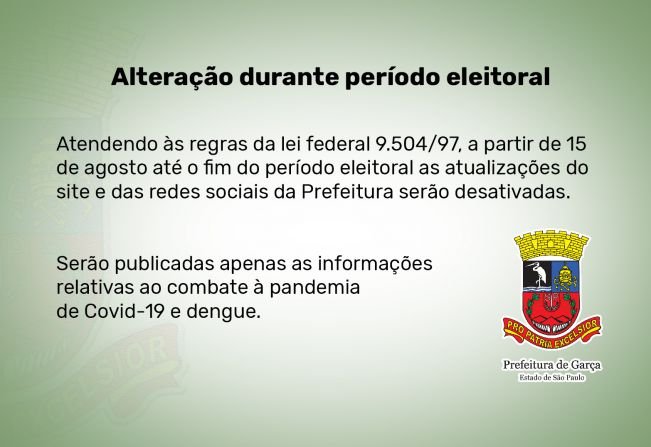 Alteração durante período eleitoral
Atendendo às regras da lei federal 9.504/97, a partir de 15
de agosto até o fim do período eleitoral as atualizações do
site e das redes sociais da Prefeitura serão desativadas.
Serão publicadas apenas as informações
relativas ao combate à pandemia
de Covid-19 e dengue.
PRO PATRIA EXCELSIOR
Prefeitura de Garça
Estado de São Paulo
EXCELSIOR